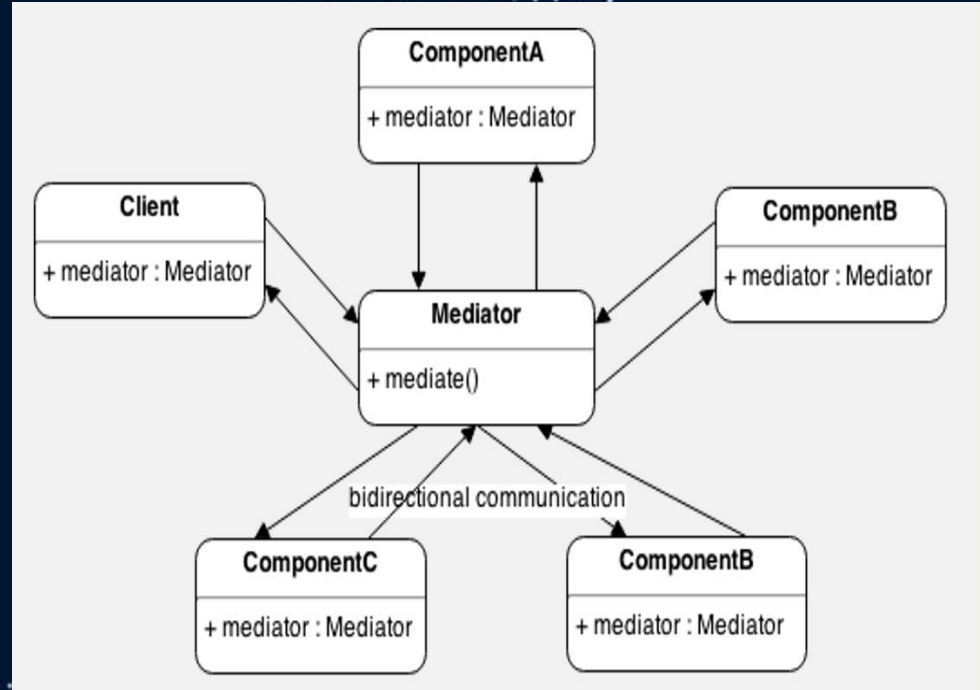 ComponentA
+ mediator : Mediator
Client
+ mediator : Mediator
ComponentB
+ mediator : Mediator
Mediator
+ mediate()
bidirectional communication
ComponentC
+ mediator : Mediator
ComponentB
+ mediator : Mediator